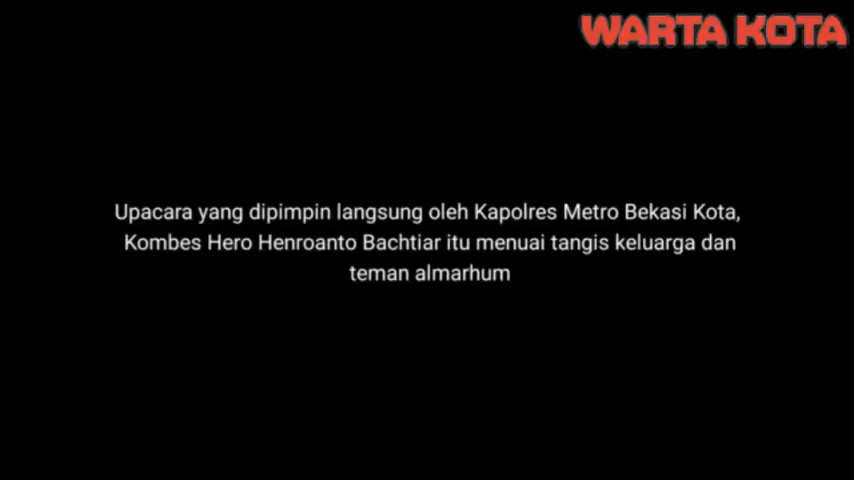 WARTA KOTA
Upacara yang dipimpin langsung oleh Kapolres Metro Bekasi Kota,
Kombes Hero Henroanto Bachtiar itu menuai tangis keluarga dan
teman almarhum